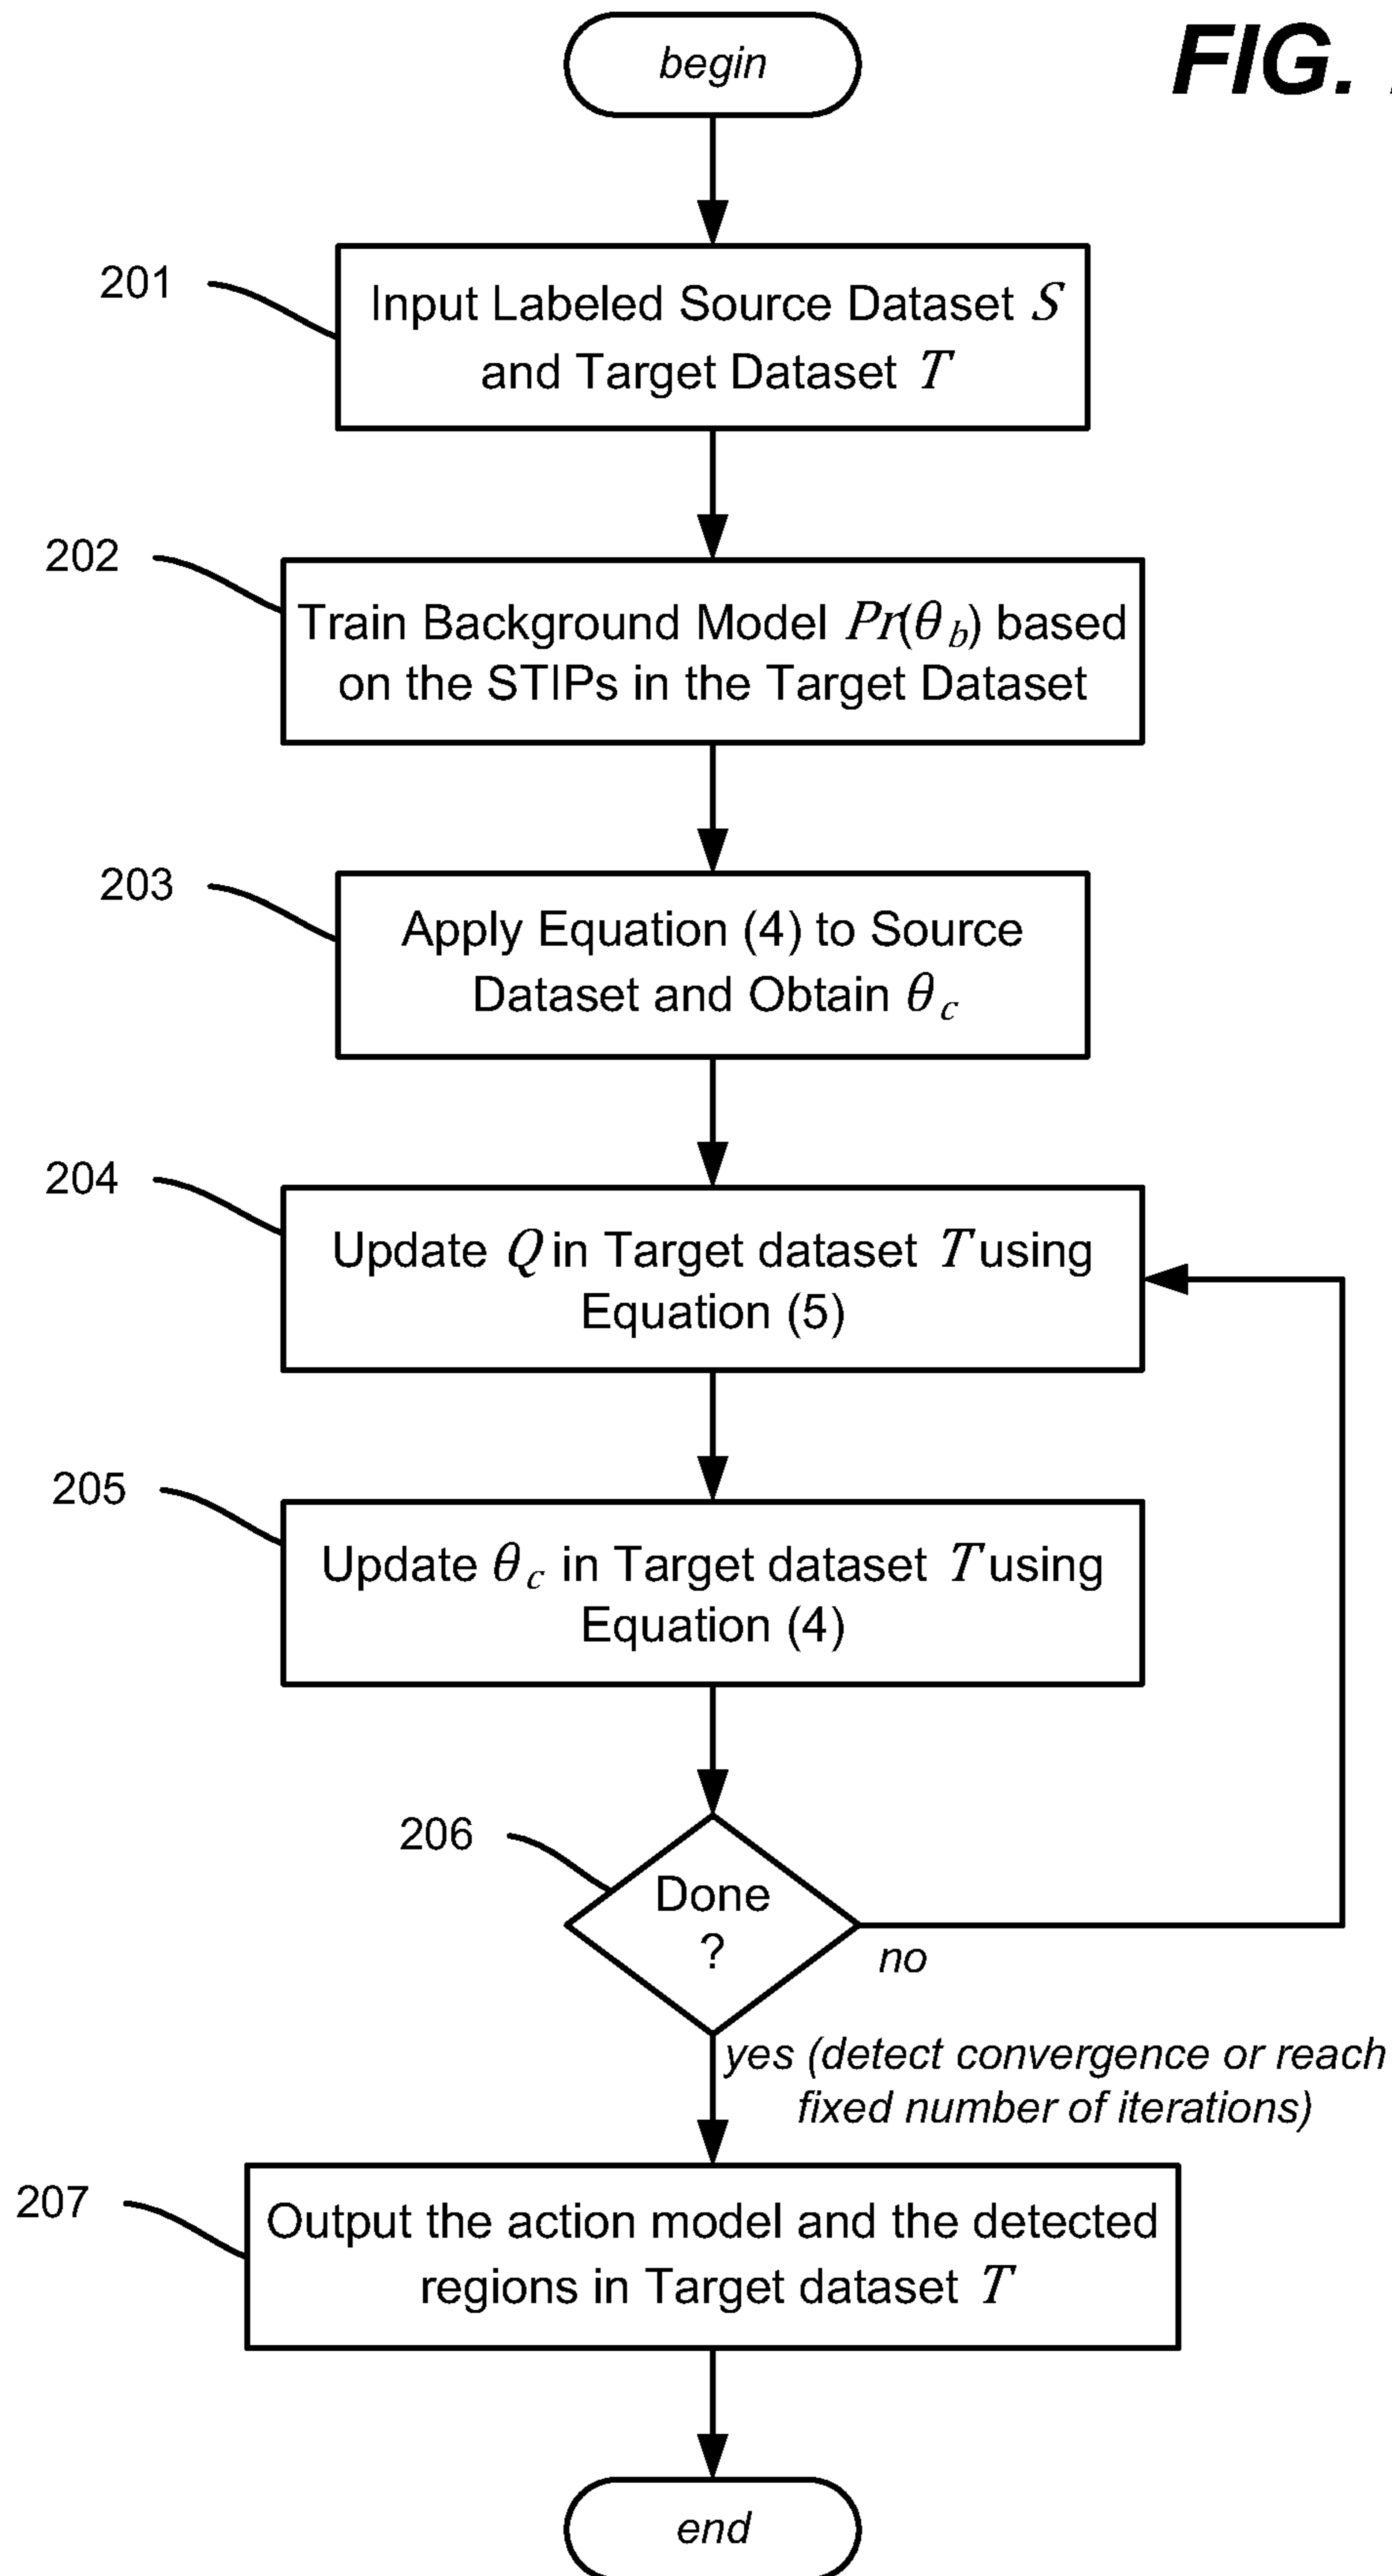 begin
FIG.
201
Input Labeled Source Dataset S
and Target Dataset T
202
Train Background Model Pr(θb) based
on the STIPs in the Target Dataset
203
Apply Equation (4) to Source
Dataset and Obtain θc
204
Update Q in Target dataset T using
Equation (5)
205
Update θc in Target dataset T using
Equation (4)
206
Done
?
no
yes (detect convergence or reach
fixed number of iterations)
207
Output the action model and the detected
regions in Target dataset T
end